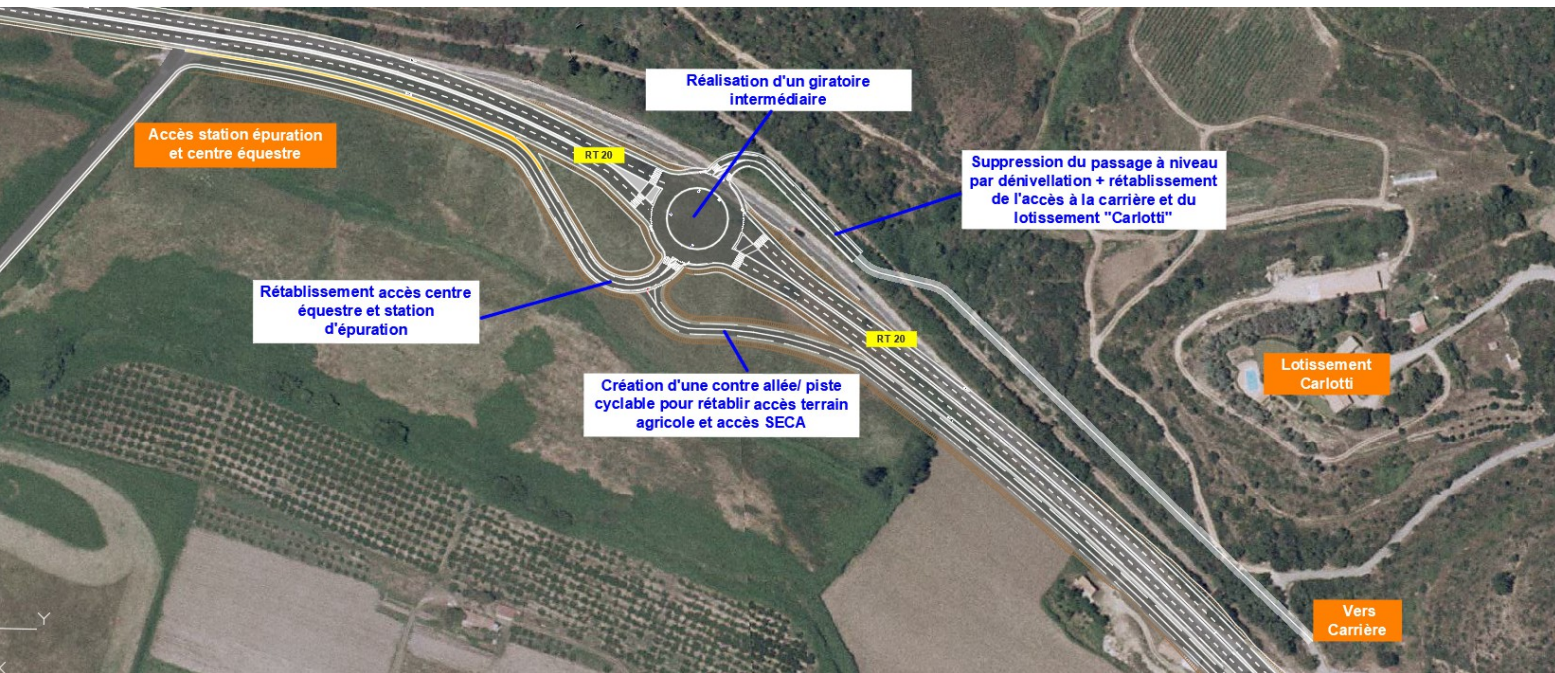 Réalisation d'un giratoire
intermédiaire
Accès station épuration
et centre équestre
RT 20
Suppression du passage à niveau
par dénivellation + rétablissement
de l'accès à la carrière et du
lotissement "Carlotti"
Rétablissement accès centre
équestre et station
d'épuration
RT 20
Lotissement
Carlotti
Création d'une contre allée/ piste
cyclable pour rétablir accès terrain
agricole et accès SECA
Vers
Carrière
Y
X